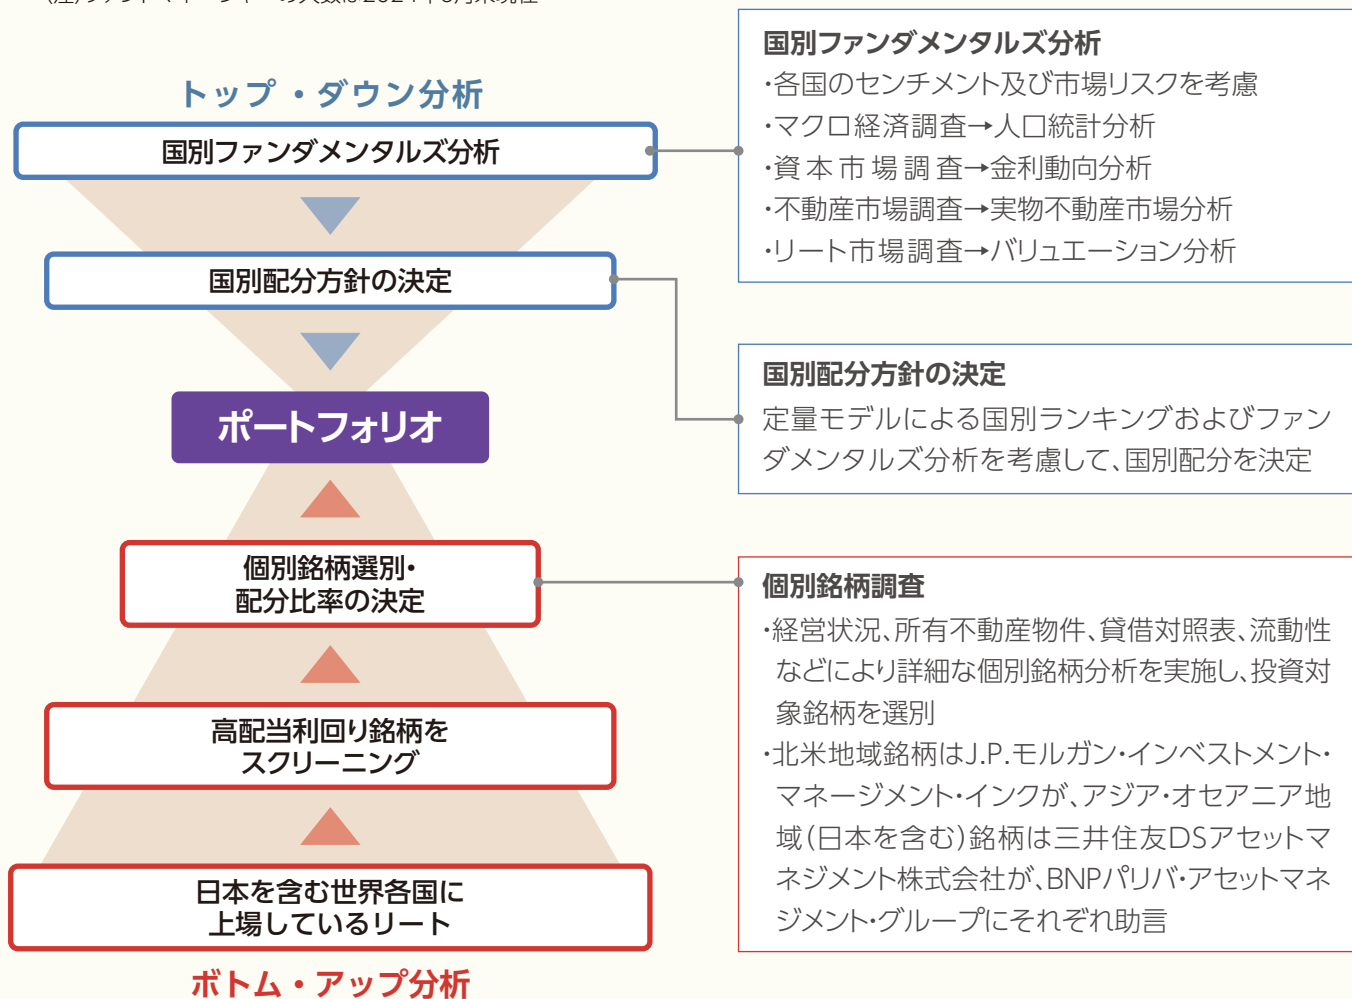 トップ・ダウン分析
国別ファンダメンタルズ分析
国別配分方針の決定
ポートフォリオ
個別銘柄選別・
配分比率の決定
高配当利回り銘柄を
スクリーニング
日本を含む世界各国に
上場しているリート
ボトム・アップ分析
国別ファンダメンタルズ分析
・各国のセンチメント及び市場リスクを考慮
・マクロ経済調査→人口統計分析
・資本市場調査→金利動向分析
・不動産市場調査→実物不動産市場分析
・リート市場調査→バリュエーション分析
国別配分方針の決定
定量モデルによる国別ランキングおよびファン
ダメンタルズ分析を考慮して、国別配分を決定
個別銘柄調査
・経営状況、所有不動産物件、貸借対照表、流動性
などにより詳細な個別銘柄分析を実施し、投資対
象銘柄を選別
・北米地域銘柄はJ.P.モルガン・インベストメント・
マネージメント・インクが、アジア・オセアニア地
域(日本を含む)銘柄は三井住友DSアセットマ
ネジメント株式会社が、BNPパリバ・アセットマネ
ジメント・グループにそれぞれ助言